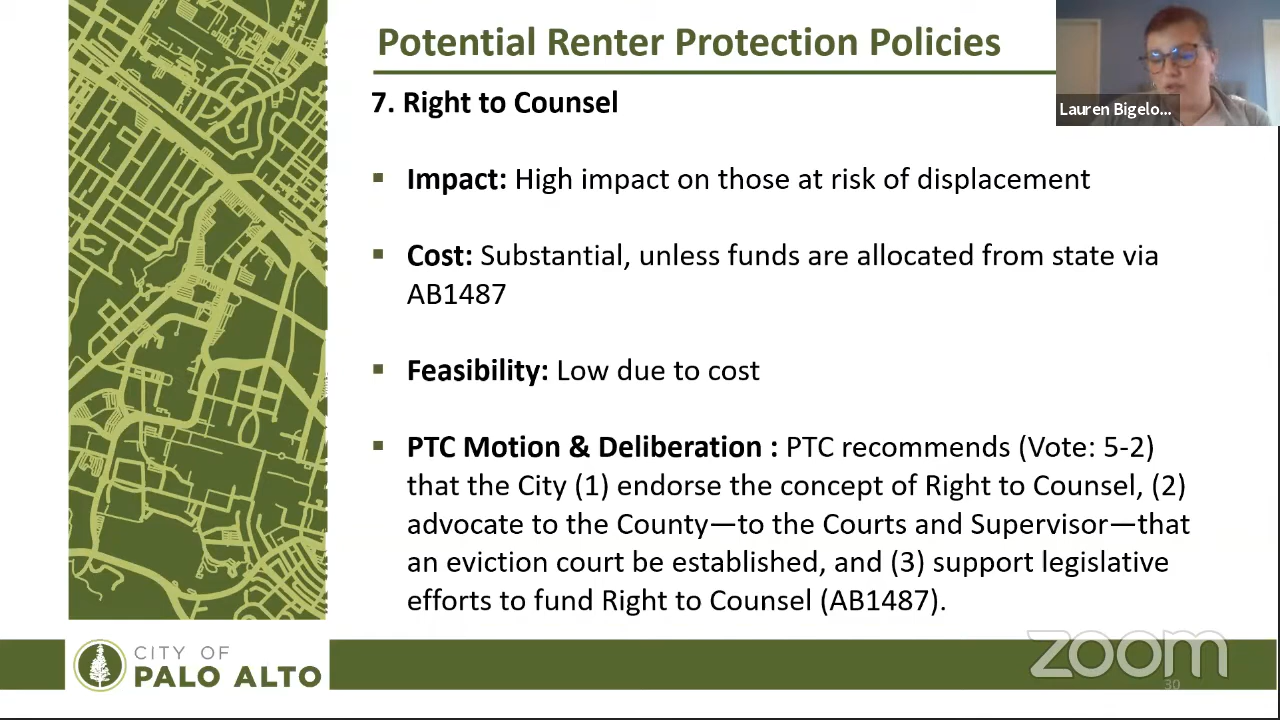 Potential Renter Protection Policies
Lauren Bigelo...
7. Right to Counsel
▪ Impact: High impact on those at risk of displacement
▪ Cost: Substantial, unless funds are allocated from state via
AB1487
▪ Feasibility: Low due to cost
▪ PTC Motion & Deliberation : PTC recommends (Vote: 5-2)
that the City (1) endorse the concept of Right to Counsel, (2)
advocate to the County—to the Courts and Supervisor—that
an eviction court be established, and (3) support legislative
efforts to fund Right to Counsel (AB1487).
CITY OF
PALO ALTO
zoom
30